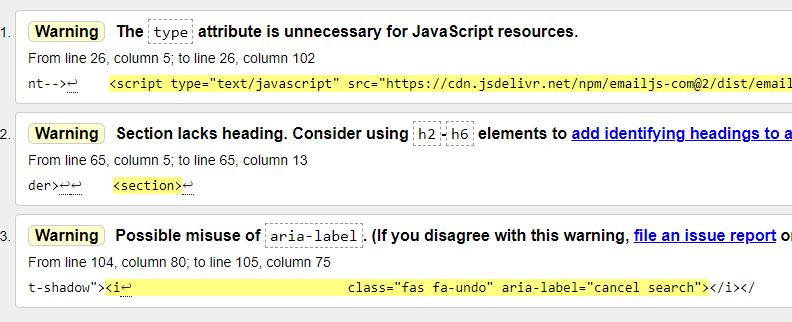 1. Warning The type attribute is unnecessary for JavaScript resources.
From line 26, column 5; to line 26, column 102
nt-->↩ <script type="text/javascript" src="https://cdn.jsdelivr.net/npm/emailjs-com@2/dist/email
2. Warning Section lacks heading. Consider using h2-h6 elements to add identifying headings to a
From line 65, column 5; to line 65, column 13
der>↩↩ <section>↩
3. Warning Possible misuse of aria-label. (If you disagree with this warning, file an issue report o
From line 104, column 80; to line 105, column 75
t-shadow"><i↩ class="fas fa-undo" aria-label="cancel search"></i></